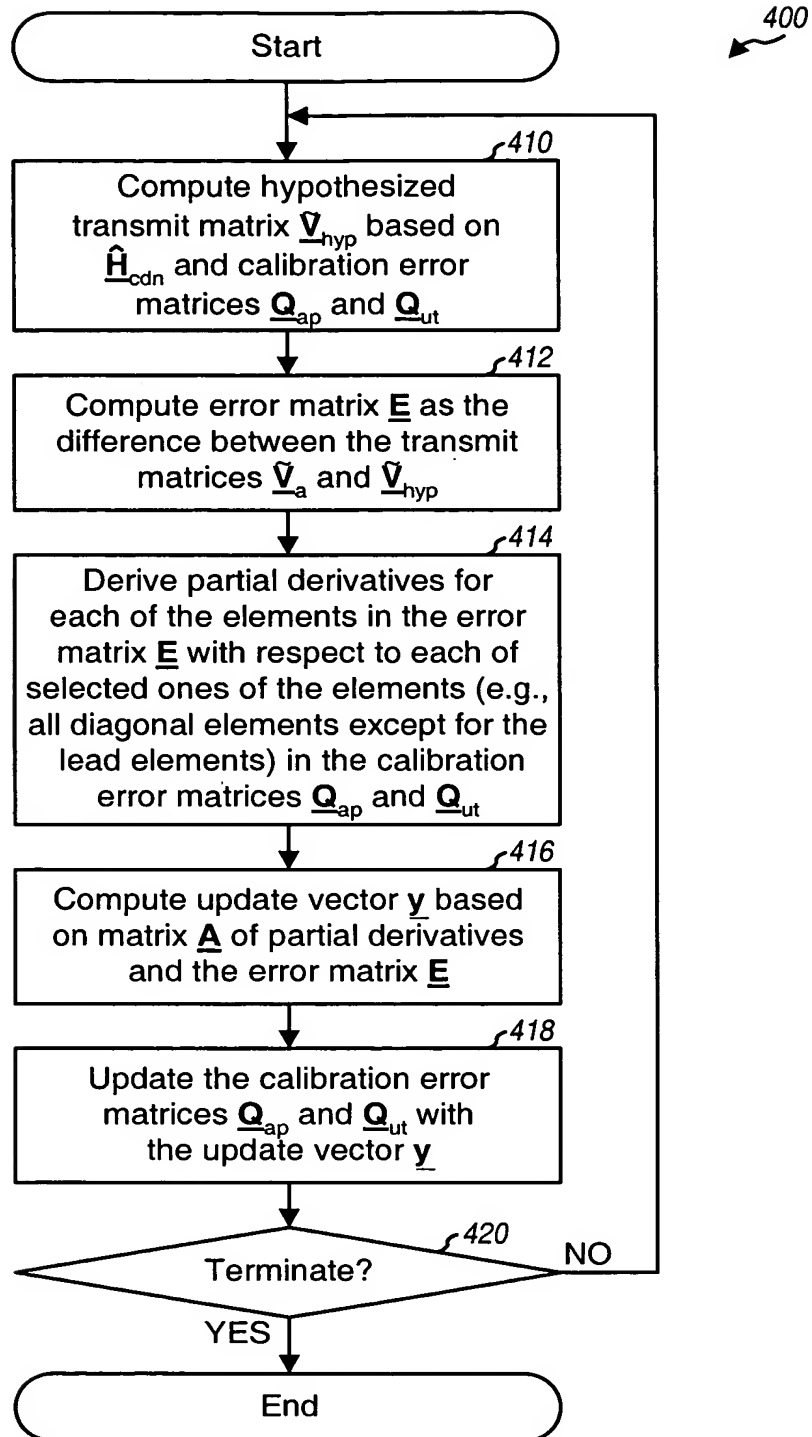 400
Start
410
Compute hypothesized
transmit matrix Ṽhyp based on
Ĥcdn and calibration error
matrices Qap and Qut
412
Compute error matrix E as the
difference between the transmit
matrices Ṽa and Ṽhyp
414
Derive partial derivatives for
each of the elements in the error
matrix E with respect to each of
selected ones of the elements (e.g.,
all diagonal elements except for the
lead elements) in the calibration
error matrices Qap and Qut
416
Compute update vector y based
on matrix A of partial derivatives
and the error matrix E
418
Update the calibration error
matrices Qap and Qut with
the update vector y
420
Terminate?
NO
YES
End